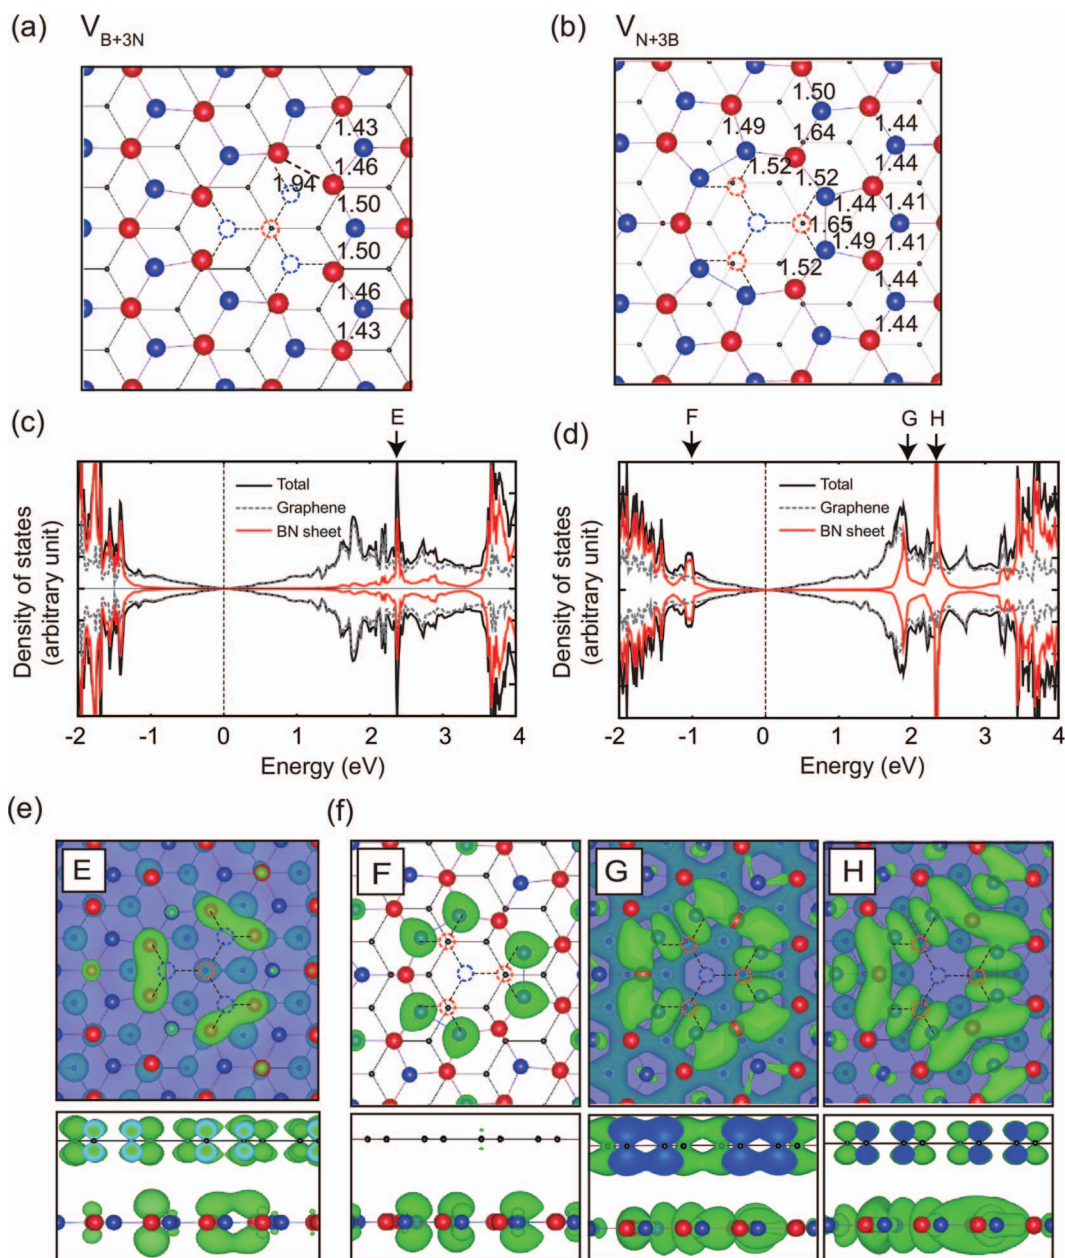 (a) V_B+3N
(b) V_N+3B
1.43
1.46
1.94
1.50
1.50
1.46
1.43
1.50
1.49
1.64
1.44
1.52
1.52
1.44
1.44
1.41
1.65
1.49
1.41
1.52
1.44
1.44
(c)
E
Density of states
(arbitrary unit)
Total
Graphene
BN sheet
-2 -1 0 1 2 3 4
Energy (eV)
(d)
F G H
Density of states
(arbitrary unit)
Total
Graphene
BN sheet
-2 -1 0 1 2 3 4
Energy (eV)
(e)
E
(f)
F
G
H